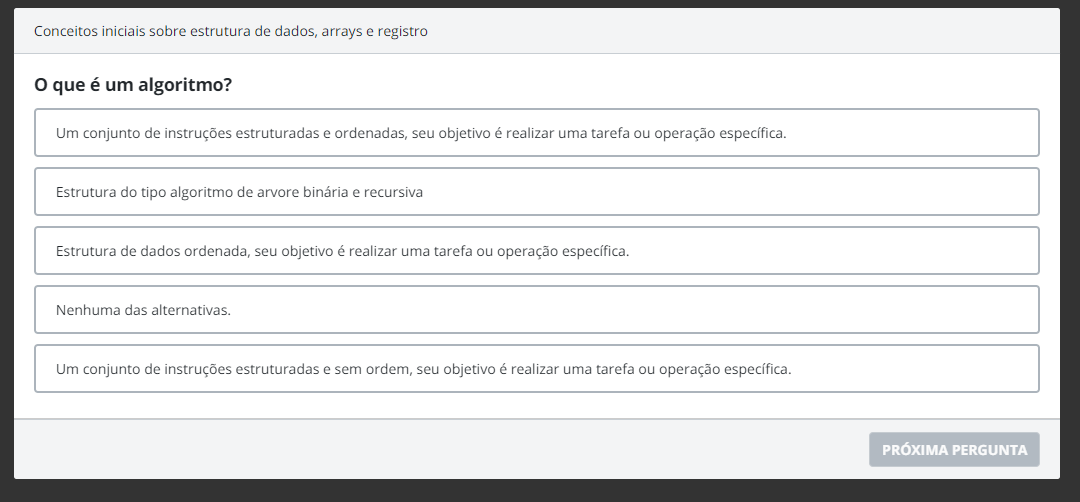 Conceitos iniciais sobre estrutura de dados, arrays e registro
O que é um algoritmo?
Um conjunto de instruções estruturadas e ordenadas, seu objetivo é realizar uma tarefa ou operação específica.
Estrutura do tipo algoritmo de arvore binária e recursiva
Estrutura de dados ordenada, seu objetivo é realizar uma tarefa ou operação específica.
Nenhuma das alternativas.
Um conjunto de instruções estruturadas e sem ordem, seu objetivo é realizar uma tarefa ou operação específica.
PRÓXIMA PERGUNTA